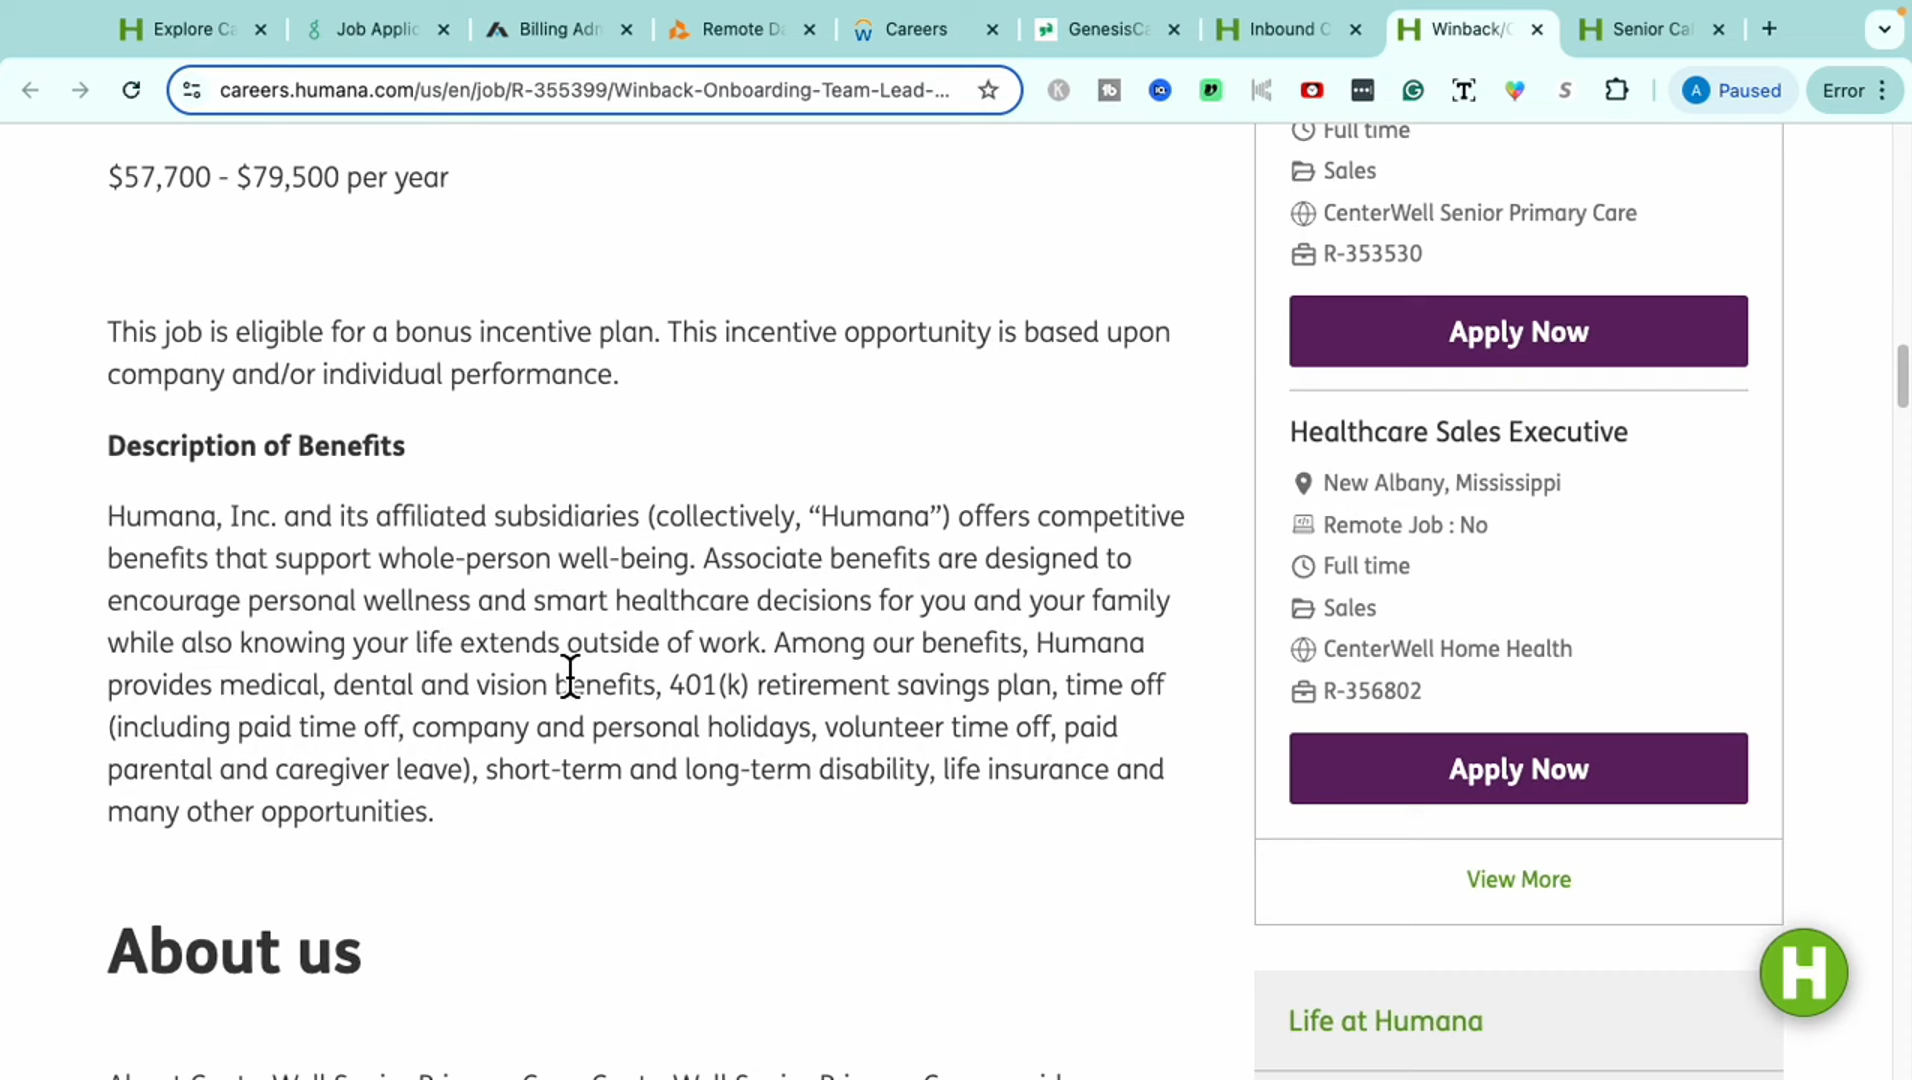 Explore Ca
Job Applic
Billing Adn
Remote Da
Careers
GenesisCa
Inbound C
Winback/O
Senior Cal
careers.humana.com/us/en/job/R-355399/Winback-Onboarding-Team-Lead-...
A
Paused
Error
$57,700 - $79,500 per year
This job is eligible for a bonus incentive plan. This incentive opportunity is based upon
company and/or individual performance.
Description of Benefits
Humana, Inc. and its affiliated subsidiaries (collectively, “Humana”) offers competitive
benefits that support whole-person well-being. Associate benefits are designed to
encourage personal wellness and smart healthcare decisions for you and your family
while also knowing your life extends outside of work. Among our benefits, Humana
provides medical, dental and vision benefits, 401(k) retirement savings plan, time off
(including paid time off, company and personal holidays, volunteer time off, paid
parental and caregiver leave), short-term and long-term disability, life insurance and
many other opportunities.
About us
Full time
Sales
CenterWell Senior Primary Care
R-353530
Apply Now
Healthcare Sales Executive
New Albany, Mississippi
Remote Job : No
Full time
Sales
CenterWell Home Health
R-356802
Apply Now
View More
H
Life at Humana